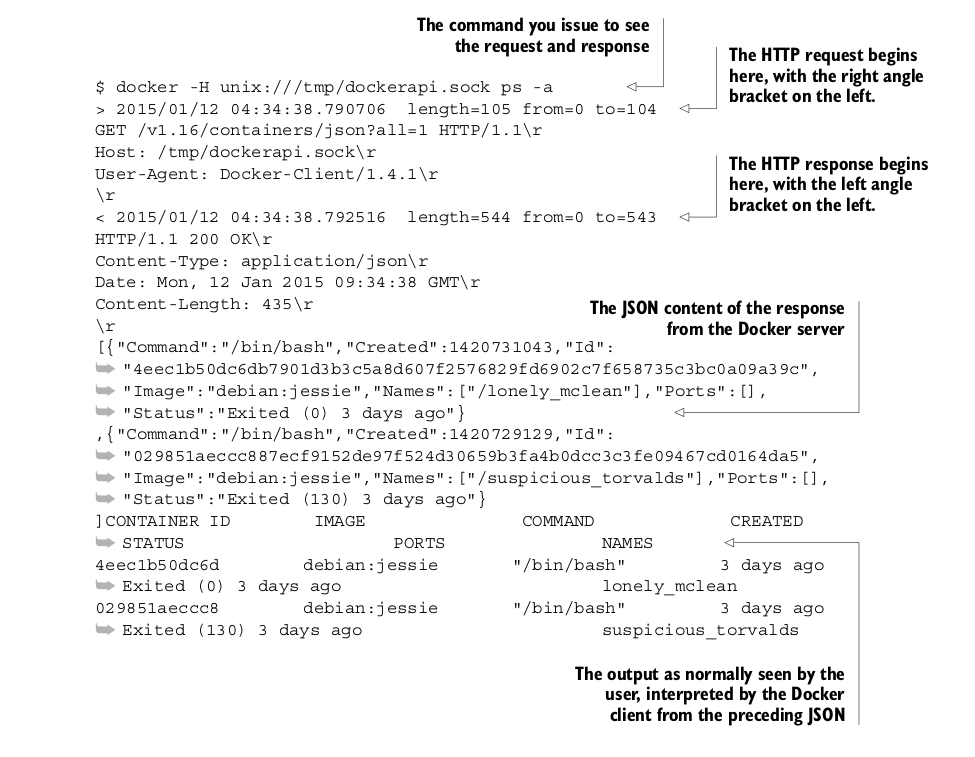 The command you issue to see
the request and response
The HTTP request begins
here, with the right angle
bracket on the left.
$ docker -H unix:///tmp/dockerapi.sock ps -a
> 2015/01/12 04:34:38.790706  length=105 from=0 to=104
GET /v1.16/containers/json?all=1 HTTP/1.1\r
Host: /tmp/dockerapi.sock\r
User-Agent: Docker-Client/1.4.1\r
\r
The HTTP response begins
here, with the left angle
bracket on the left.
< 2015/01/12 04:34:38.792516  length=544 from=0 to=543
HTTP/1.1 200 OK\r
Content-Type: application/json\r
Date: Mon, 12 Jan 2015 09:34:38 GMT\r
Content-Length: 435\r
\r
The JSON content of the response
from the Docker server
[{"Command":"/bin/bash","Created":1420731043,"Id":
"4eec1b50dc6db7901d3b3c5a8d607f2576829fd6902c7f658735c3bc0a09a39c",
"Image":"debian:jessie","Names":["/lonely_mclean"],"Ports":[],
"Status":"Exited (0) 3 days ago"}
,{"Command":"/bin/bash","Created":1420729129,"Id":
"029851aeccc887ecf9152de97f524d30659b3fa4b0dcc3c3fe09467cd0164da5",
"Image":"debian:jessie","Names":["/suspicious_torvalds"],"Ports":[],
"Status":"Exited (130) 3 days ago"}
]CONTAINER ID        IMAGE               COMMAND             CREATED
STATUS                    PORTS               NAMES
4eec1b50dc6d        debian:jessie       "/bin/bash"         3 days ago
Exited (0) 3 days ago                         lonely_mclean
029851aeccc8        debian:jessie       "/bin/bash"         3 days ago
Exited (130) 3 days ago                       suspicious_torvalds
The output as normally seen by the
user, interpreted by the Docker
client from the preceding JSON